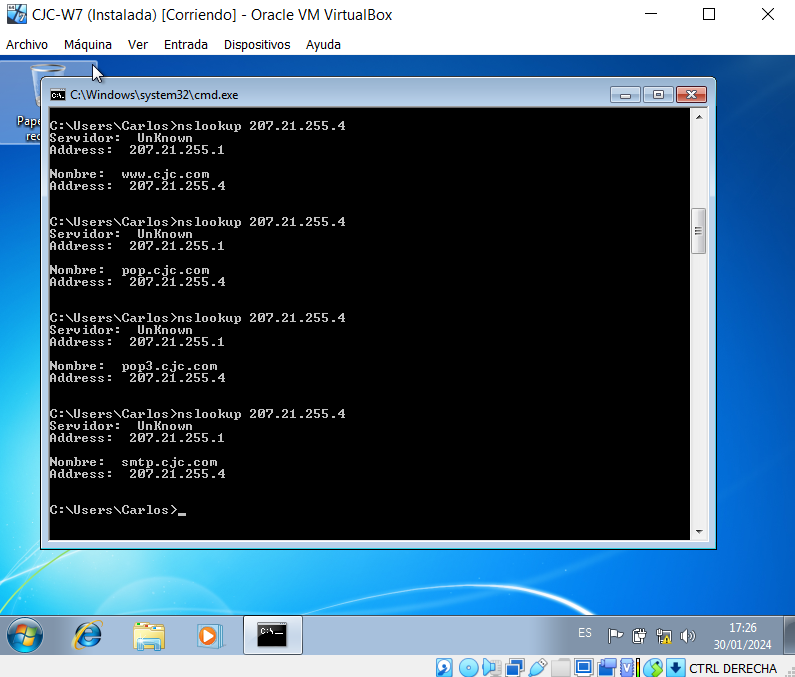 CJC-W7 (Instalada) [Corriendo] - Oracle VM VirtualBox
Archivo Máquina Ver Entrada Dispositivos Ayuda
C:\Windows\system32\cmd.exe
C:\Users\Carlos>nslookup 207.21.255.4
Servidor:  UnKnown
Address:  207.21.255.1
Nombre:  www.cjc.com
Address:  207.21.255.4
C:\Users\Carlos>nslookup 207.21.255.4
Servidor:  UnKnown
Address:  207.21.255.1
Nombre:  pop.cjc.com
Address:  207.21.255.4
C:\Users\Carlos>nslookup 207.21.255.4
Servidor:  UnKnown
Address:  207.21.255.1
Nombre:  pop3.cjc.com
Address:  207.21.255.4
C:\Users\Carlos>nslookup 207.21.255.4
Servidor:  UnKnown
Address:  207.21.255.1
Nombre:  smtp.cjc.com
Address:  207.21.255.4
C:\Users\Carlos>_
ES
17:26
30/01/2024
CTRL DERECHA